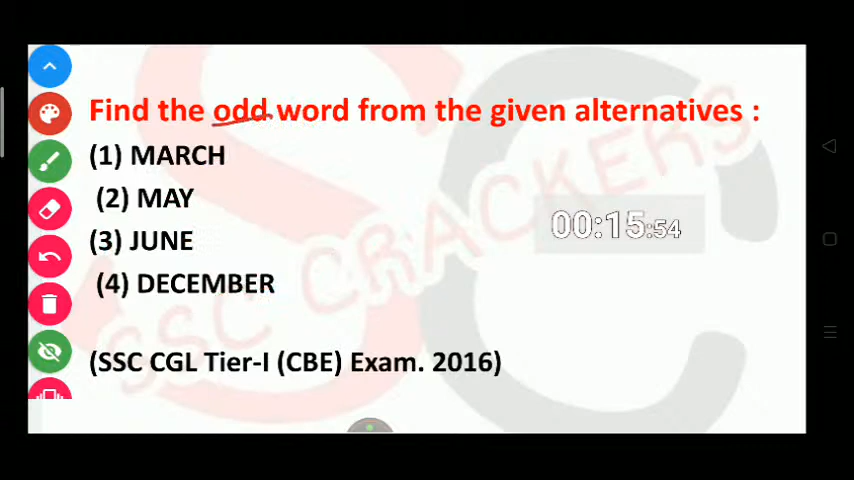 Find the odd word from the given alternatives :
(1) MARCH
(2) MAY
00:15:54
(3) JUNE
(4) DECEMBER
(SSC CGL Tier-I (CBE) Exam. 2016)
SSC CRACKERS
SC